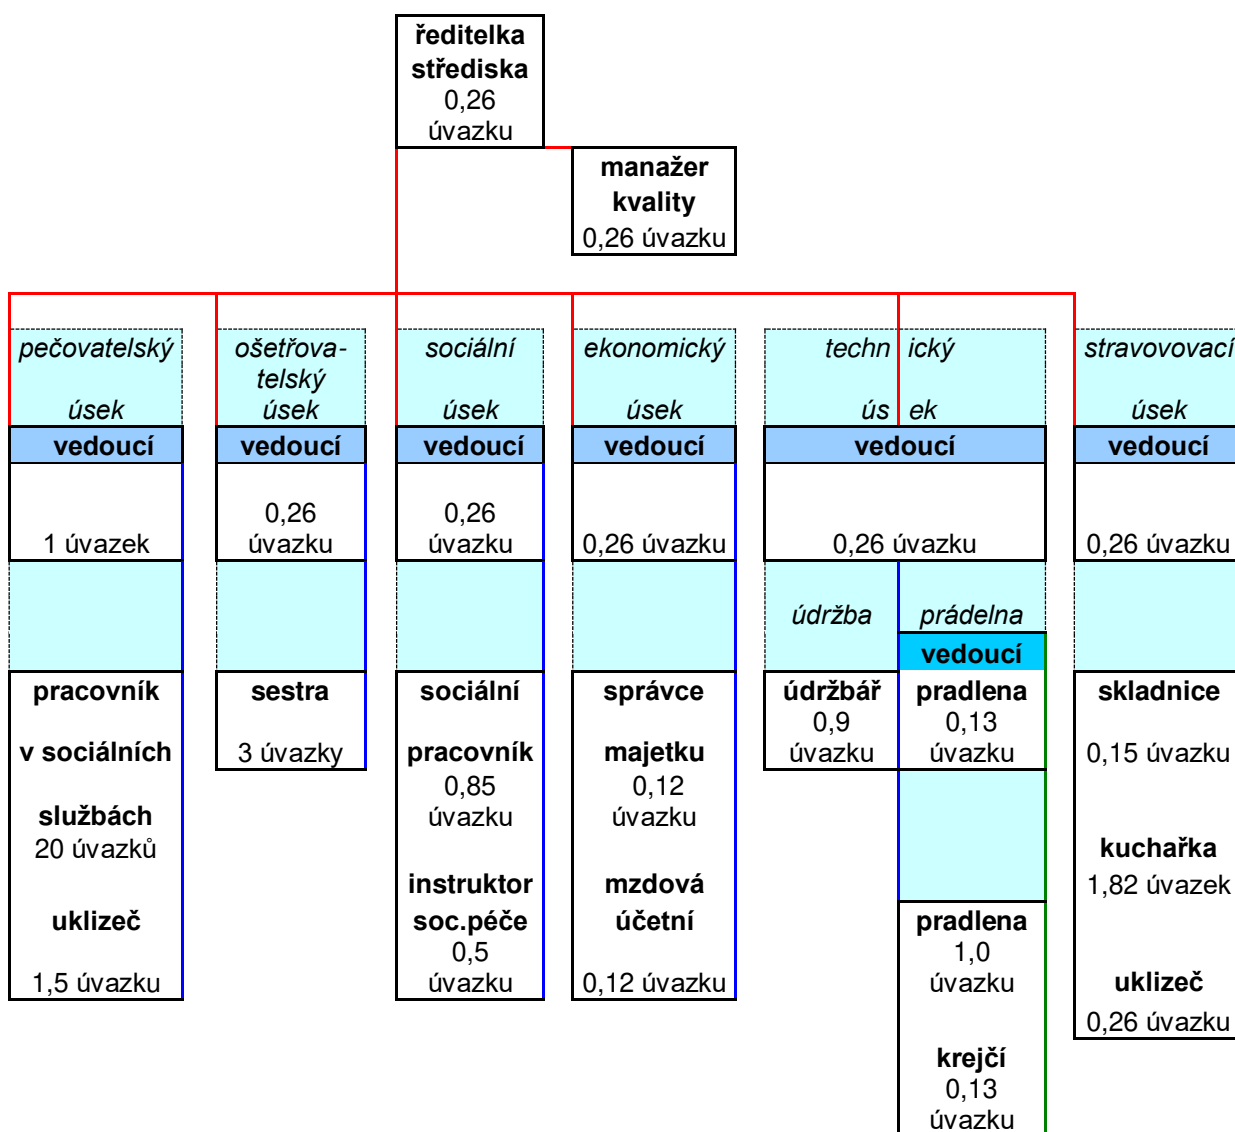 ředitelka
střediska
0,26
úvazku
manažer
kvality
0,26 úvazku
pečovatelský
úsek
vedoucí
1 úvazek
pracovník
v sociálních
službách
20 úvazků
uklizeč
1,5 úvazku
ošetřova-
telský
úsek
vedoucí
0,26
úvazku
sestra
3 úvazky
sociální
úsek
vedoucí
0,26
úvazku
sociální
pracovník
0,85
úvazku
instruktor
soc.péče
0,5
úvazku
ekonomický
úsek
vedoucí
0,26 úvazku
správce
majetku
0,12
úvazku
mzdová
účetní
0,12 úvazku
techn ický
ús ek
vedoucí
0,26 úvazku
údržba
údržbář
0,9
úvazku
prádelna
vedoucí
pradlena
0,13
úvazku
pradlena
1,0
úvazku
krejčí
0,13
úvazku
stravovovací
úsek
vedoucí
0,26 úvazku
skladnice
0,15 úvazku
kuchařka
1,82 úvazek
uklizeč
0,26 úvazku